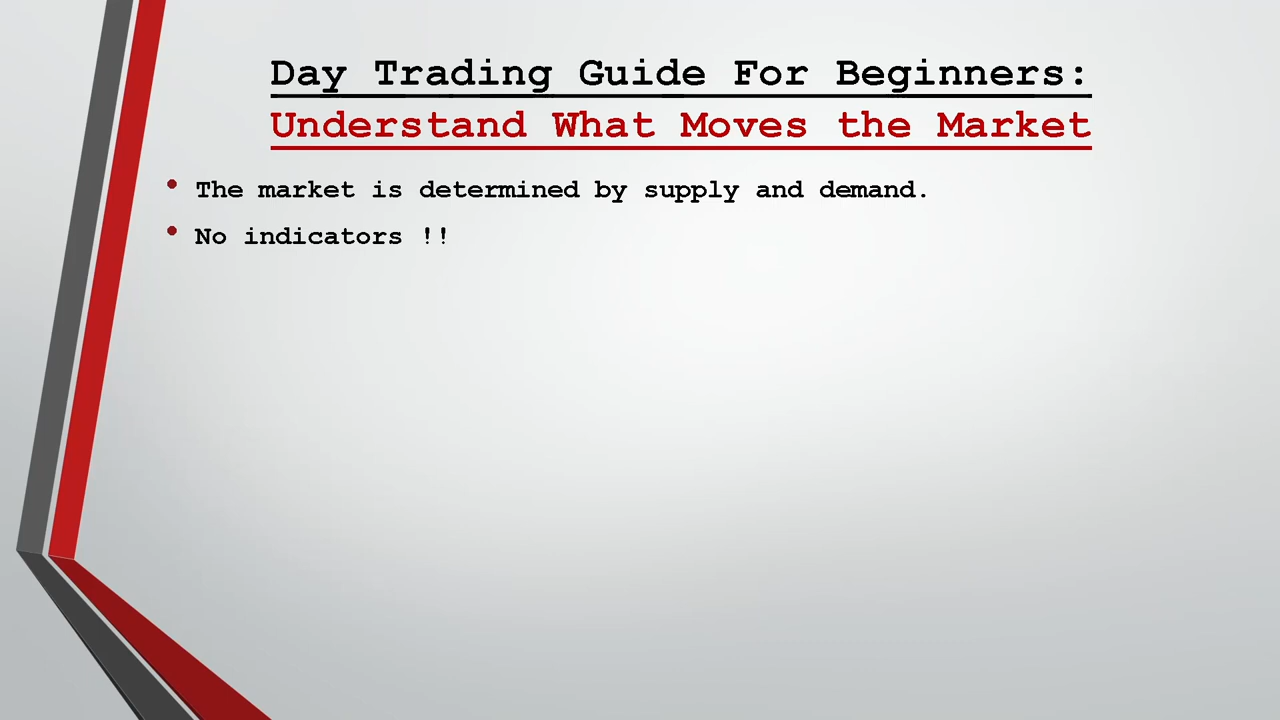 Day Trading Guide For Beginners:
Understand What Moves the Market
• The market is determined by supply and demand.
• No indicators !!